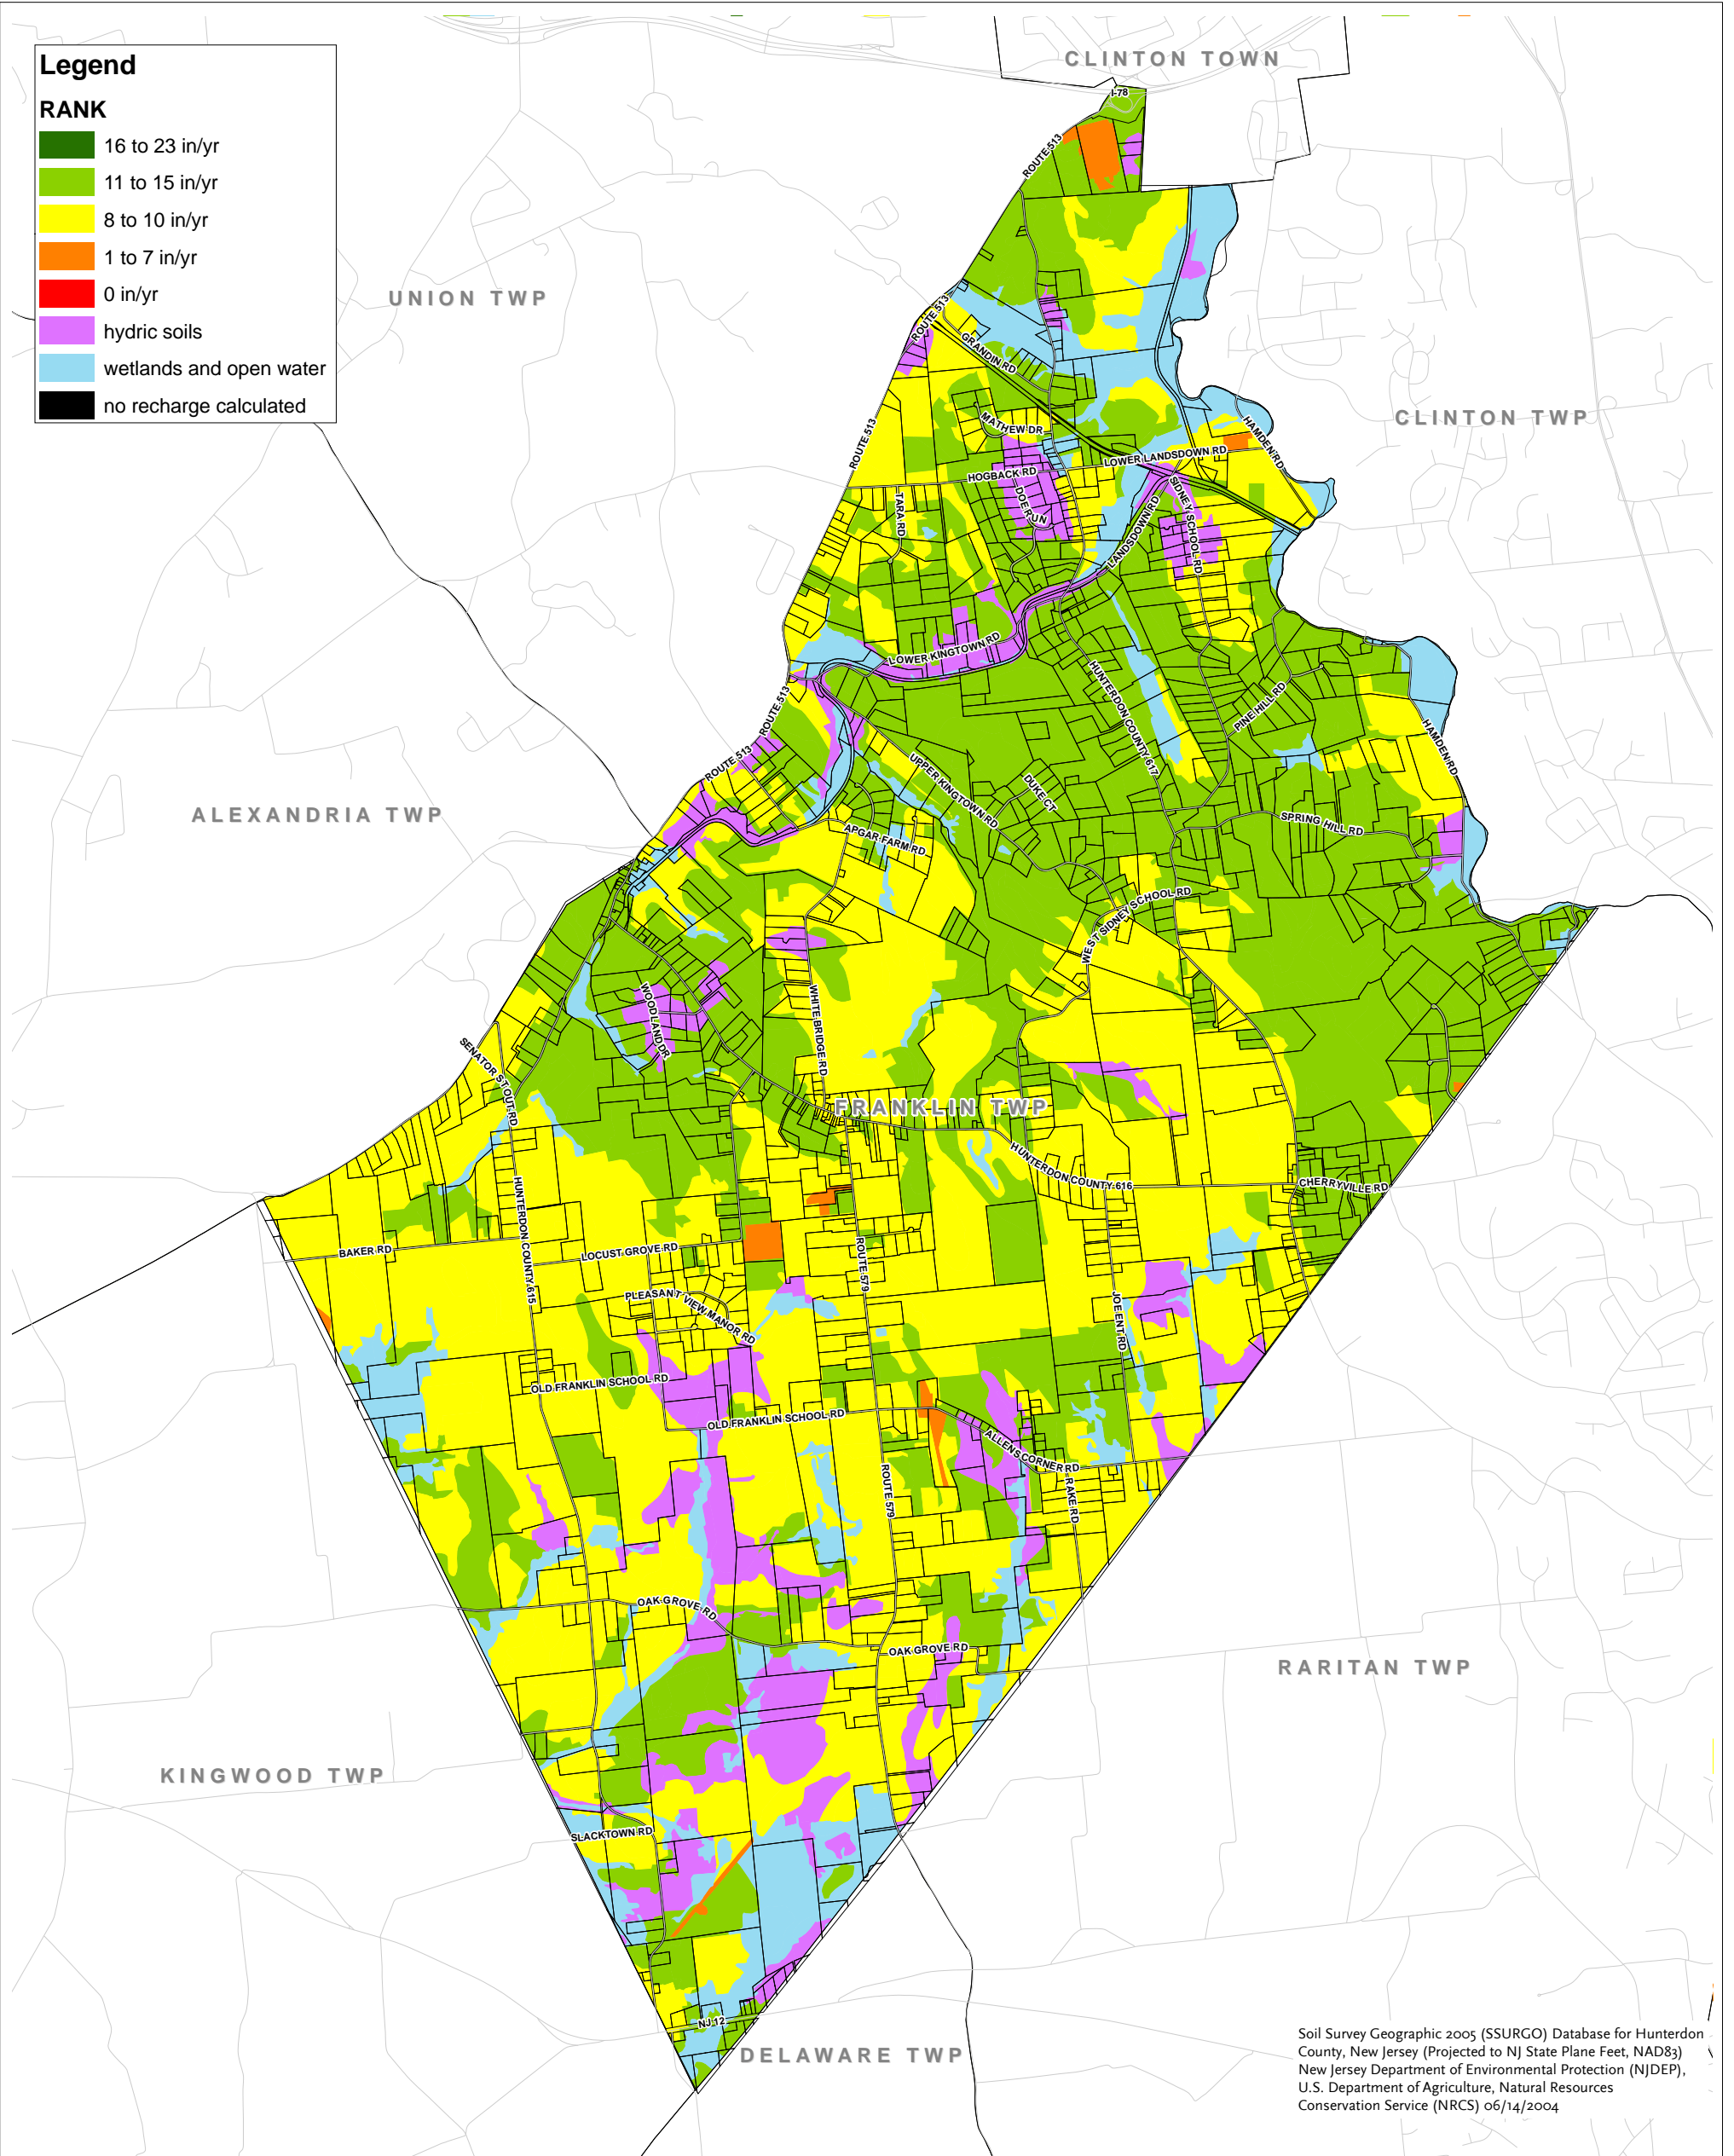 Legend
RANK
16 to 23 in/yr
11 to 15 in/yr
8 to 10 in/yr
1 to 7 in/yr
0 in/yr
hydric soils
wetlands and open water
no recharge calculated
CLINTON TOWN
I-78
ROUTE 513
UNION TWP
ROUTE 513
GRANDIN RD
CLINTON TWP
MATHEW DR
HAMDEN RD
ROUTE 513
LOWER LANDSDOWN RD
HOGBACK RD
TARA RD
DOE RUN
SIDNEY SCHOOL RD
LANDSDOWN RD
LOWER KINGTOWN RD
HUNTERDON COUNTY 617
PINE HILL RD
ROUTE 513
HAMDEN RD
ROUTE 513
UPPER KINGTOWN RD
DUKE CT
ALEXANDRIA TWP
SPRING HILL RD
APGAR FARM RD
WEST SIDNEY SCHOOL RD
WOODLAND DR
WHITE BRIDGE RD
SENATOR STOUT RD
FRANKLIN TWP
HUNTERDON COUNTY 616
CHERRYVILLE RD
HUNTERDON COUNTY 615
BAKER RD
LOCUST GROVE RD
ROUTE 579
PLEASANT VIEW MANOR RD
JOE ENT RD
OLD FRANKLIN SCHOOL RD
OLD FRANKLIN SCHOOL RD
ALLENS CORNER RD
ROUTE 579
RAKE RD
OAK GROVE RD
OAK GROVE RD
RARITAN TWP
KINGWOOD TWP
SLACKTOWN RD
NJ 12
DELAWARE TWP
Soil Survey Geographic 2005 (SSURGO) Database for Hunterdon
County, New Jersey (Projected to NJ State Plane Feet, NAD83)
New Jersey Department of Environmental Protection (NJDEP),
U.S. Department of Agriculture, Natural Resources
Conservation Service (NRCS) 06/14/2004